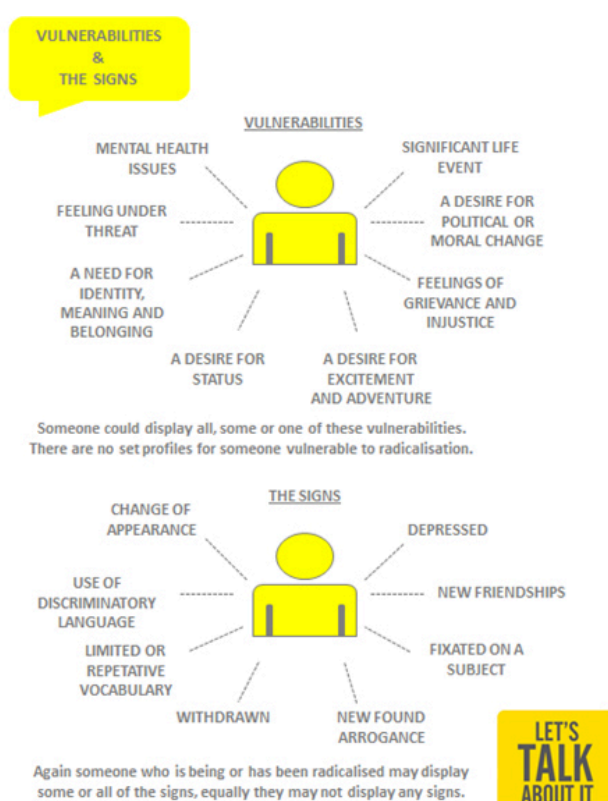 VULNERABILITIES
&
THE SIGNS
VULNERABILITIES
MENTAL HEALTH
ISSUES
SIGNIFICANT LIFE
EVENT
FEELING UNDER
THREAT
A DESIRE FOR
POLITICAL OR
MORAL CHANGE
A NEED FOR
IDENTITY,
MEANING AND
BELONGING
FEELINGS OF
GRIEVANCE AND
INJUSTICE
A DESIRE FOR
STATUS
A DESIRE FOR
EXCITEMENT
AND ADVENTURE
Someone could display all, some or one of these vulnerabilities.
There are no set profiles for someone vulnerable to radicalisation.
THE SIGNS
CHANGE OF
APPEARANCE
DEPRESSED
USE OF
DISCRIMINATORY
LANGUAGE
NEW FRIENDSHIPS
LIMITED OR
REPETATIVE
VOCABULARY
FIXATED ON A
SUBJECT
WITHDRAWN
NEW FOUND
ARROGANCE
Again someone who is being or has been radicalised may display
some or all of the signs, equally they may not display any signs.
LET'S
TALK
ABOUT IT